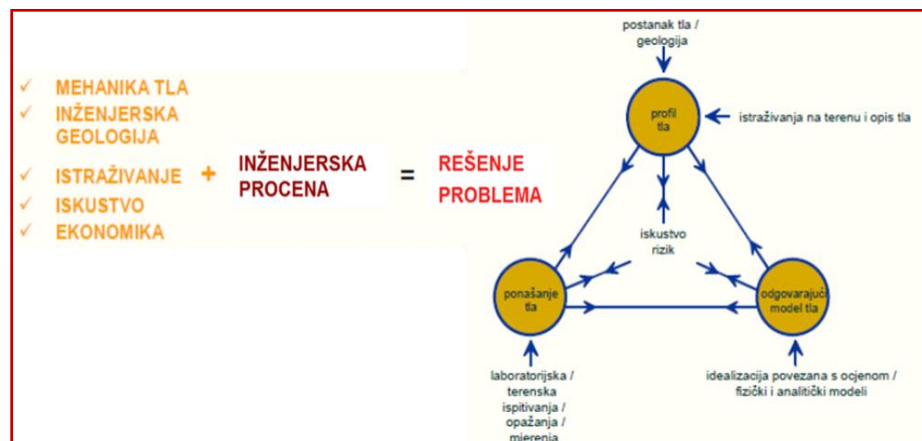 ✓ MEHANIKA TLA
✓ INŽENJERSKA
GEOLOGIJA
✓ ISTRAŽIVANJE
✓ ISKUSTVO
✓ EKONOMIKA
+
INŽENJERSKA
PROCENA
=
REŠENJE
PROBLEMA
postanak tla /
geologija
profil
tla
istraživanja na terenu i opis tla
iskustvo
rizik
ponašanje
tla
odgovarajući
model tla
laboratorijska /
terenska
ispitivanja /
opažanja /
mjerenja
idealizacija povezana s ocjenom /
fizički i analitički modeli